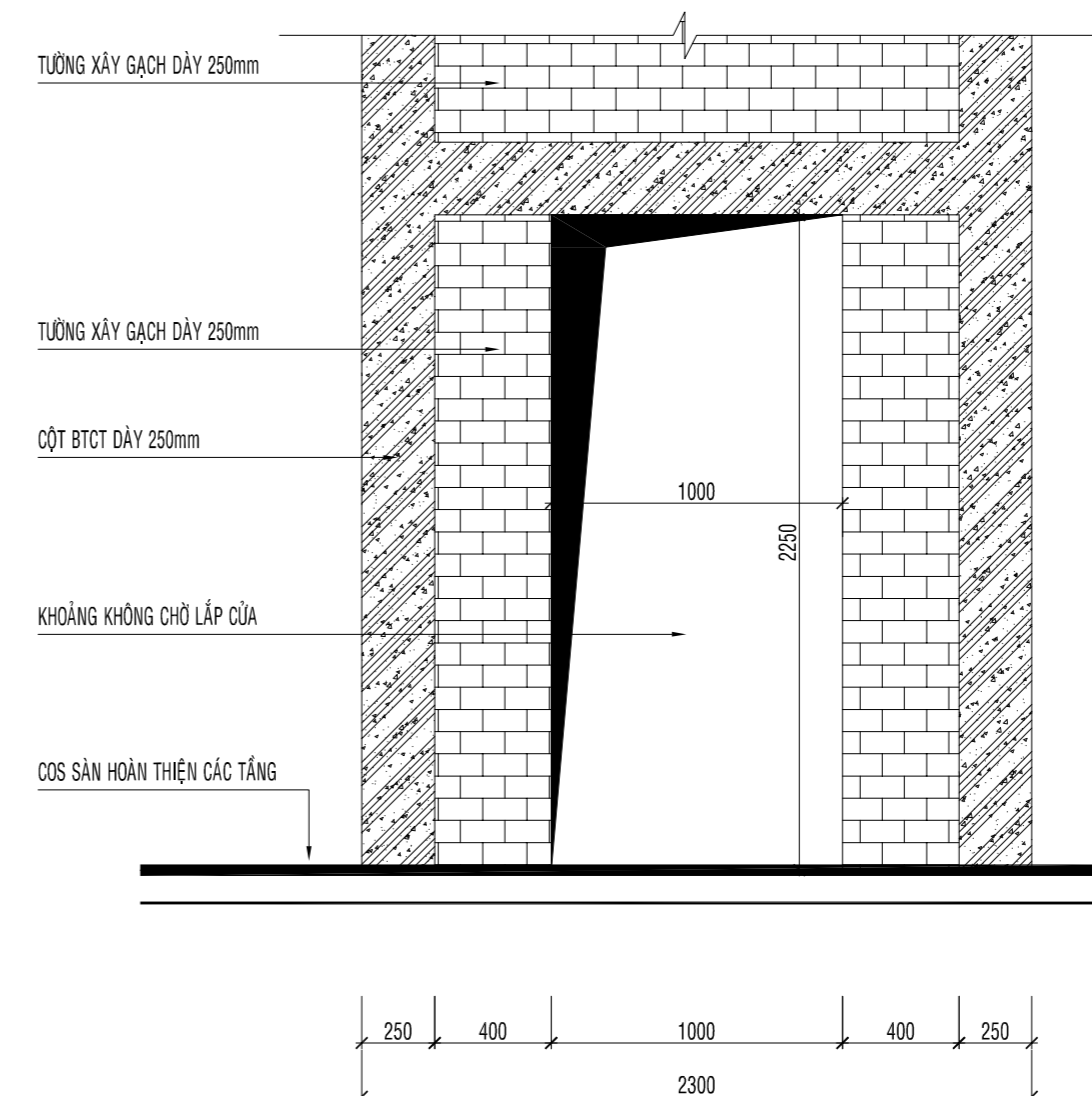 TƯỜNG XÂY GẠCH DÀY 250mm
TƯỜNG XÂY GẠCH DÀY 250mm
CỘT BTCT DÀY 250mm
1000
2250
KHOẢNG KHÔNG CHỜ LẮP CỬA
COS SÀN HOÀN THIỆN CÁC TẦNG
250 400 1000 400 250
2300